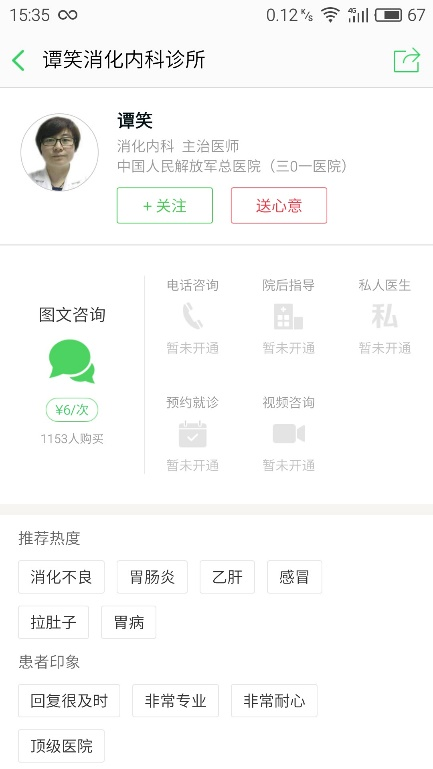 15:35 0.12 K/s 4G 67
谭笑消化内科诊所
谭笑
消化内科 主治医师
中国人民解放军总医院（三0一医院）
+ 关注 送心意
电话咨询 院后指导 私人医生
图文咨询
私
暂未开通 暂未开通 暂未开通
¥6/次
预约就诊 视频咨询
1153人购买
暂未开通 暂未开通
推荐热度
消化不良 胃肠炎 乙肝 感冒
拉肚子 胃病
患者印象
回复很及时 非常专业 非常耐心
顶级医院